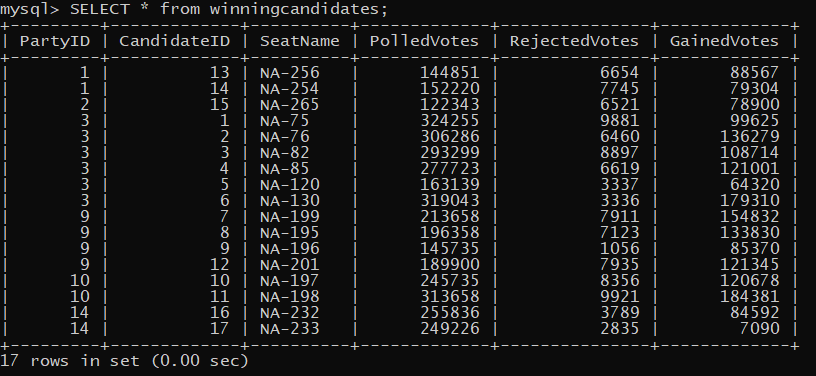 mysql> SELECT * from winningcandidates;
+---------+-------------+----------+-------------+---------------+-------------+
| PartyID | CandidateID | SeatName | PolledVotes | RejectedVotes | GainedVotes |
+---------+-------------+----------+-------------+---------------+-------------+
|       1 |          13 | NA-256   |      144851 |          6654 |       88567 |
|       1 |          14 | NA-254   |      152220 |          7745 |       79304 |
|       2 |          15 | NA-265   |      122343 |          6521 |       78900 |
|       3 |           1 | NA-75    |      324255 |          9881 |       99625 |
|       3 |           2 | NA-76    |      306286 |          6460 |      136279 |
|       3 |           3 | NA-82    |      293299 |          8897 |      108714 |
|       3 |           4 | NA-85    |      277723 |          6619 |      121001 |
|       3 |           5 | NA-120   |      163139 |          3337 |       64320 |
|       3 |           6 | NA-130   |      319043 |          3336 |      179310 |
|       9 |           7 | NA-199   |      213658 |          7911 |      154832 |
|       9 |           8 | NA-195   |      196358 |          7123 |      133830 |
|       9 |           9 | NA-196   |      145735 |          1056 |       85370 |
|       9 |          12 | NA-201   |      189900 |          7935 |      121345 |
|      10 |          10 | NA-197   |      245735 |          8356 |      120678 |
|      10 |          11 | NA-198   |      313658 |          9921 |      184381 |
|      14 |          16 | NA-232   |      255836 |          3789 |       84592 |
|      14 |          17 | NA-233   |      249226 |          2835 |        7090 |
+---------+-------------+----------+-------------+---------------+-------------+
17 rows in set (0.00 sec)